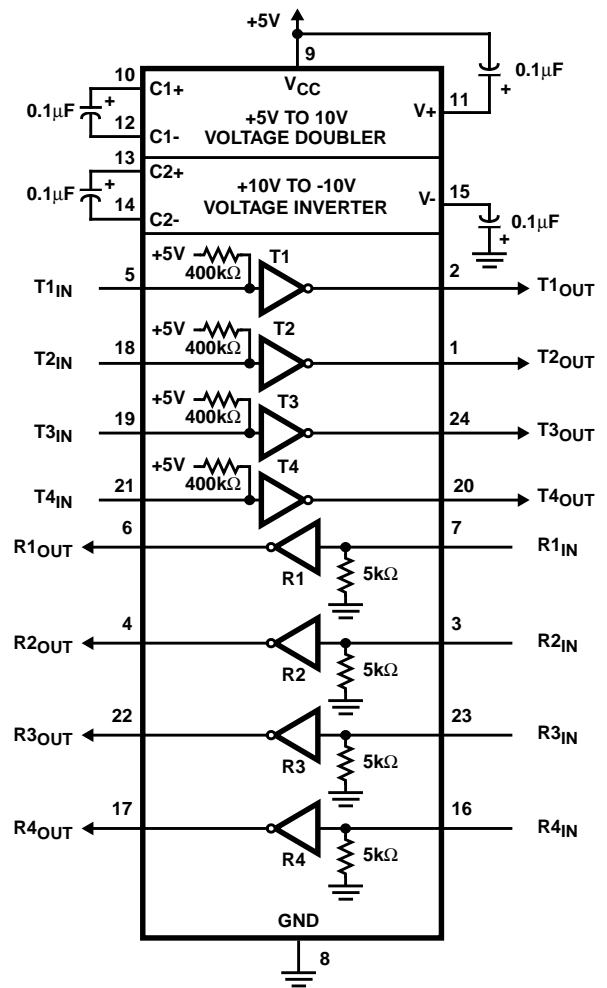 +5V
9
10
C1+
VCC
0.1µF
+
0.1µF
+
+5V TO 10V
VOLTAGE DOUBLER
V+
11
12
C1-
13
C2+
0.1µF
+
+10V TO -10V
VOLTAGE INVERTER
V-
15
14
C2-
0.1µF
+
+5V
400kΩ
T1
T1IN
5
2
T1OUT
+5V
400kΩ
T2
T2IN
18
1
T2OUT
+5V
400kΩ
T3
T3IN
19
24
T3OUT
+5V
400kΩ
T4
T4IN
21
20
T4OUT
R1OUT
6
7
R1IN
R1
5kΩ
R2OUT
4
3
R2IN
R2
5kΩ
R3OUT
22
23
R3IN
R3
5kΩ
R4OUT
17
16
R4IN
R4
5kΩ
GND
8